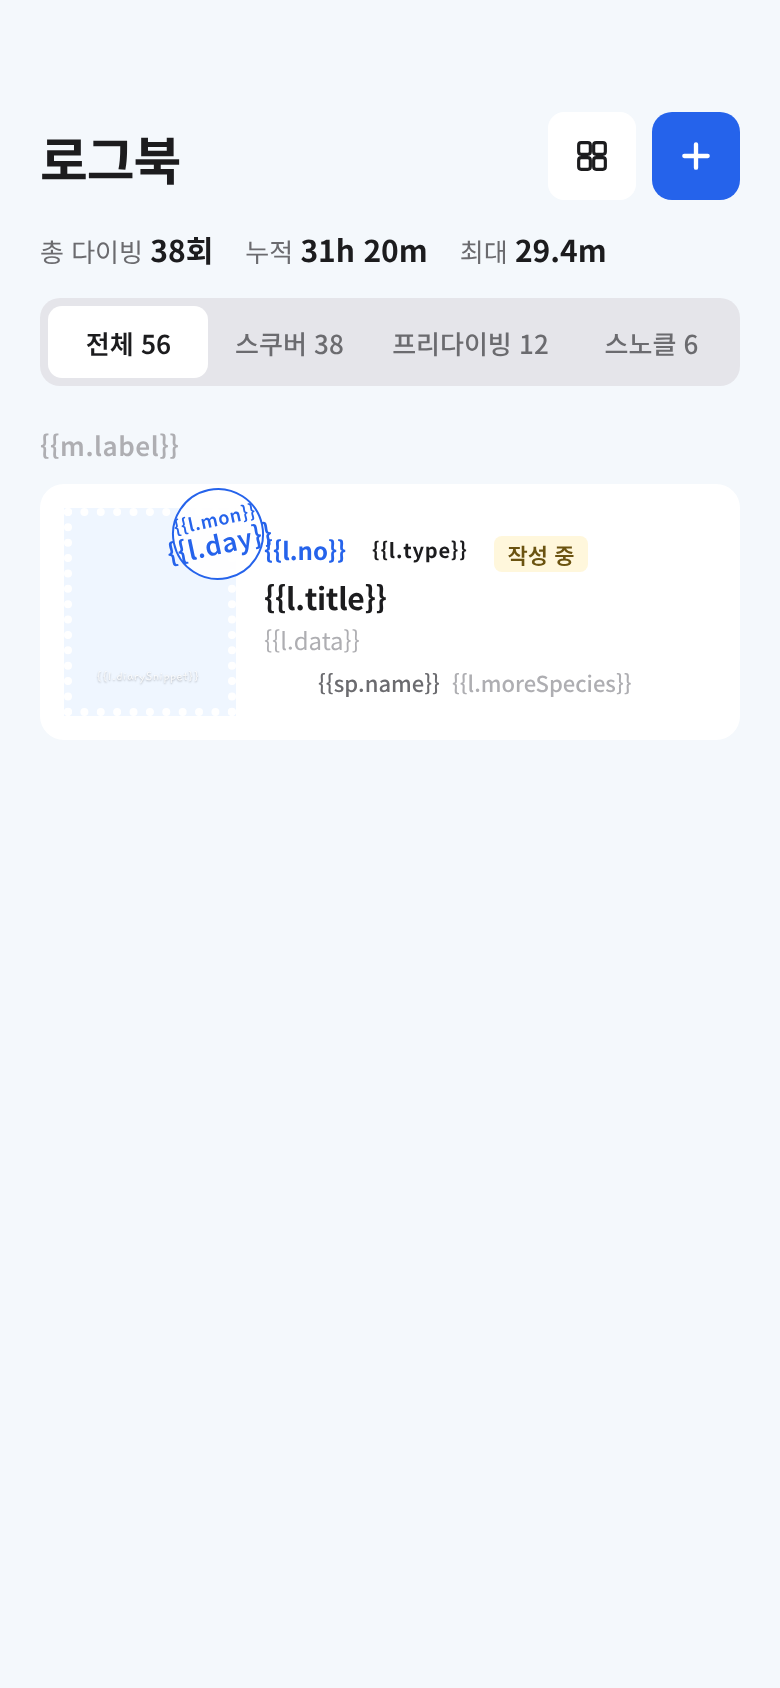 로그북
총 다이빙 38회 누적 31h 20m 최대 29.4m
전체 56 스쿠버 38 프리다이빙 12 스노클 6
{{m.label}}
{{l.mon}}
{{l.day}}
{{l.no}} {{l.type}} 작성 중
{{l.title}}
{{l.data}}
{{l.diarySnippet}}
{{sp.name}} {{l.moreSpecies}}